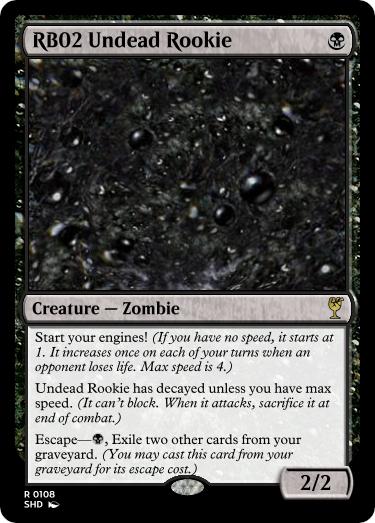 RB02 Undead Rookie
Creature — Zombie
Start your engines! (If you have no speed, it starts at
1. It increases once on each of your turns when an
opponent loses life. Max speed is 4.)
Undead Rookie has decayed unless you have max
speed. (It can't block. When it attacks, sacrifice it at
end of combat.)
Escape—, Exile two other cards from your
graveyard. (You may cast this card from your
graveyard for its escape cost.)
2/2
R 0108
SHD